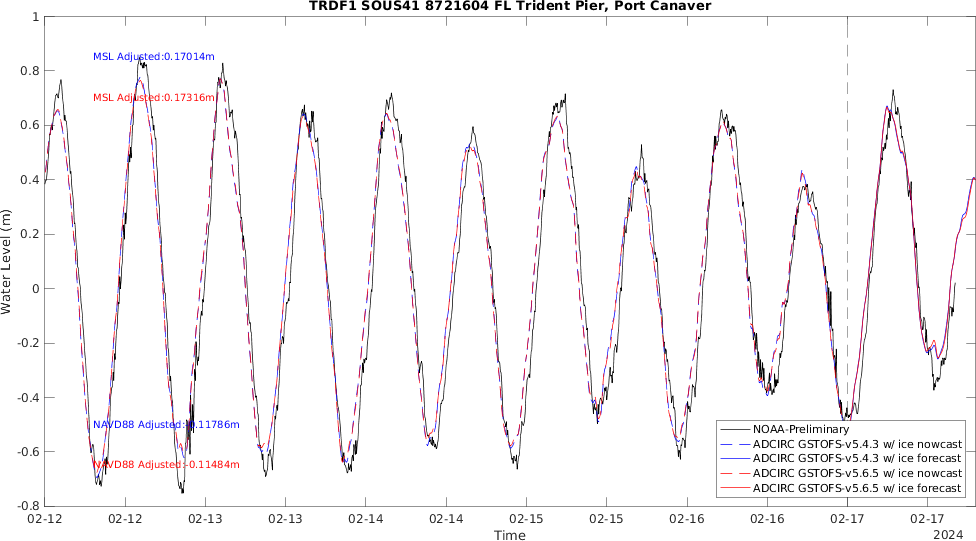 TRDF1 SOUS41 8721604 FL Trident Pier, Port Canaver
1
0.8
0.6
0.4
0.2
0
-0.2
-0.4
-0.6
-0.8
Water Level (m)
MSL Adjusted:0.17014m
MSL Adjusted:0.17316m
NAVD88 Adjusted:-0.11786m
NAVD88 Adjusted:-0.11484m
NOAA-Preliminary
ADCIRC GSTOFS-v5.4.3 w/ ice nowcast
ADCIRC GSTOFS-v5.4.3 w/ ice forecast
ADCIRC GSTOFS-v5.6.5 w/ ice nowcast
ADCIRC GSTOFS-v5.6.5 w/ ice forecast
02-12 02-12 02-13 02-13 02-14 02-14 02-15 02-15 02-16 02-16 02-17 02-17
Time
2024